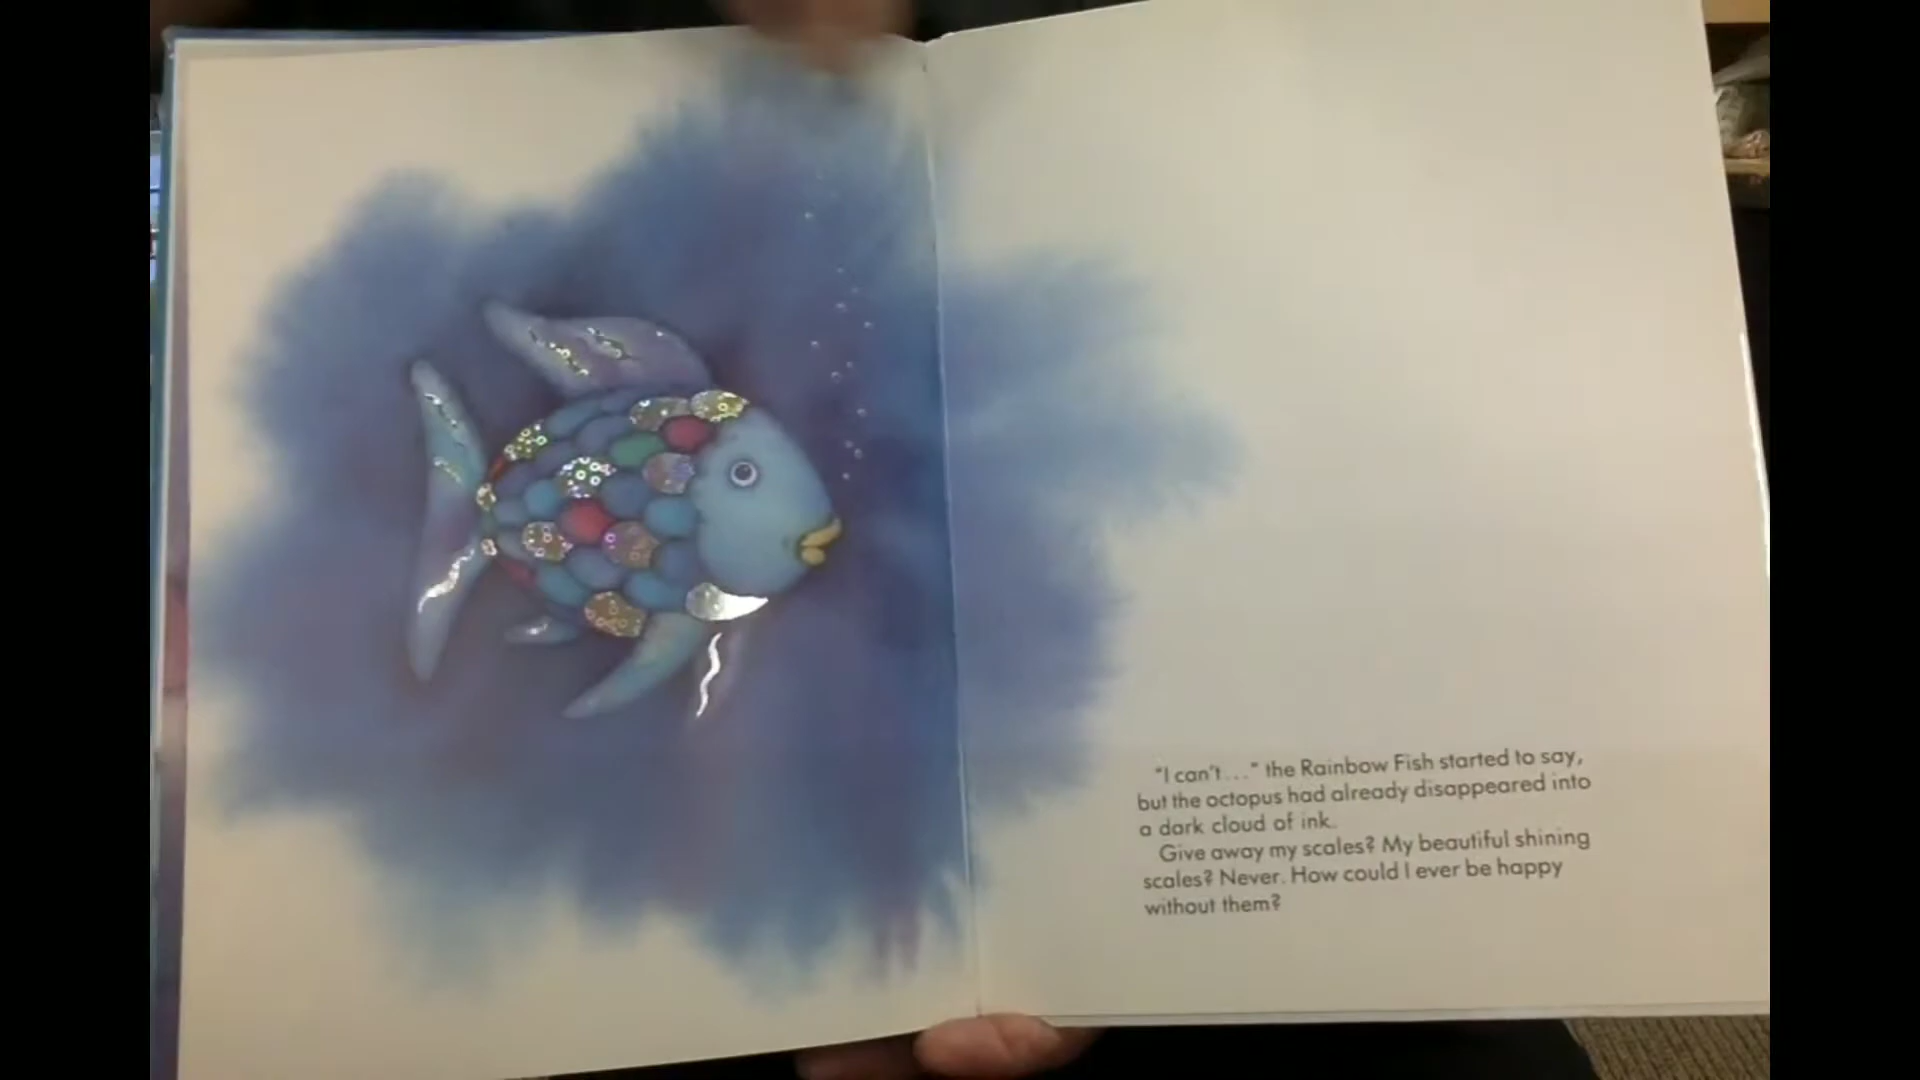 "I can't..." the Rainbow Fish started to say,
but the octopus had already disappeared into
a dark cloud of ink.
Give away my scales? My beautiful shining
scales? Never. How could I ever be happy
without them?